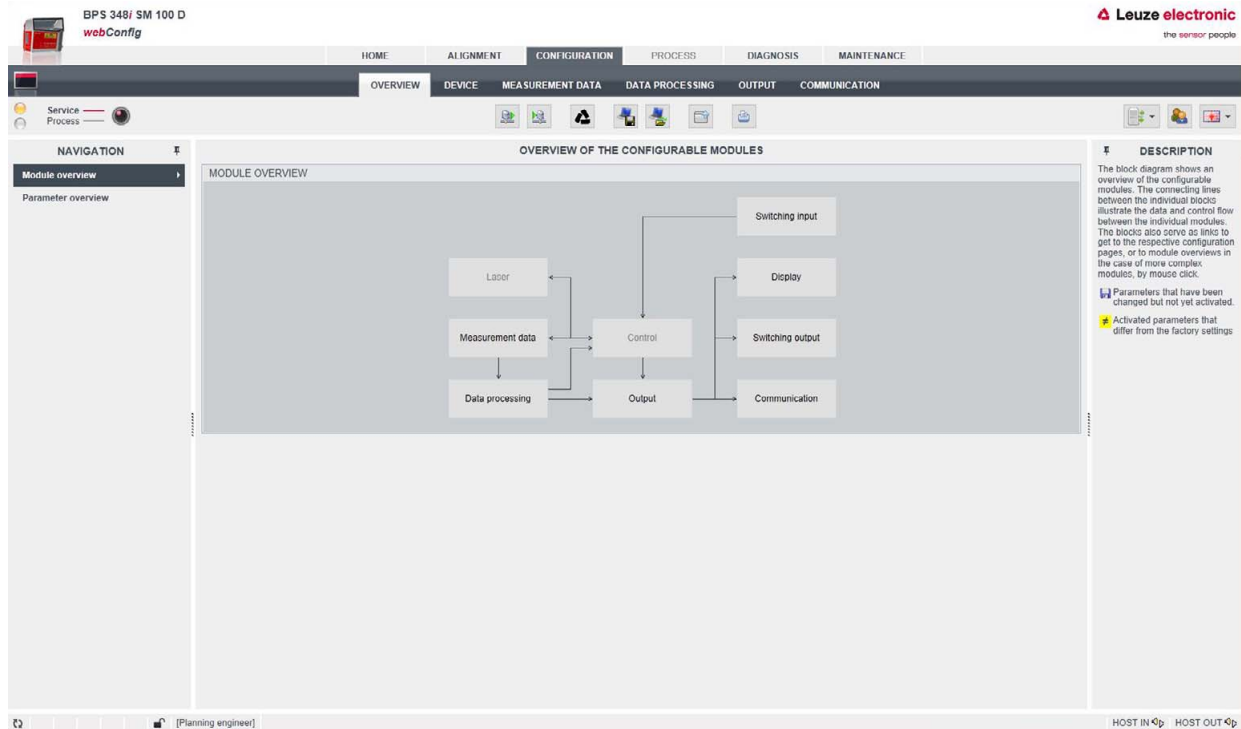 BPS 348i SM 100 D
webConfig
Leuze electronic
the sensor people
HOME ALIGNMENT CONFIGURATION PROCESS DIAGNOSIS MAINTENANCE
OVERVIEW DEVICE MEASUREMENT DATA DATA PROCESSING OUTPUT COMMUNICATION
Service
Process
NAVIGATION
Module overview
Parameter overview
OVERVIEW OF THE CONFIGURABLE MODULES
MODULE OVERVIEW
Switching input
Laser
Display
Measurement data
Control
Switching output
Data processing
Output
Communication
DESCRIPTION
The block diagram shows an
overview of the configurable
modules. The connecting lines
between the individual blocks
illustrate the data and control flow
between the individual modules.
The blocks also serve as links to
get to the respective configuration
pages, or to module overviews in
the case of more complex
modules, by mouse click.
Parameters that have been
changed but not yet activated.
≠ Activated parameters that
differ from the factory settings
[Planning engineer]
HOST IN HOST OUT